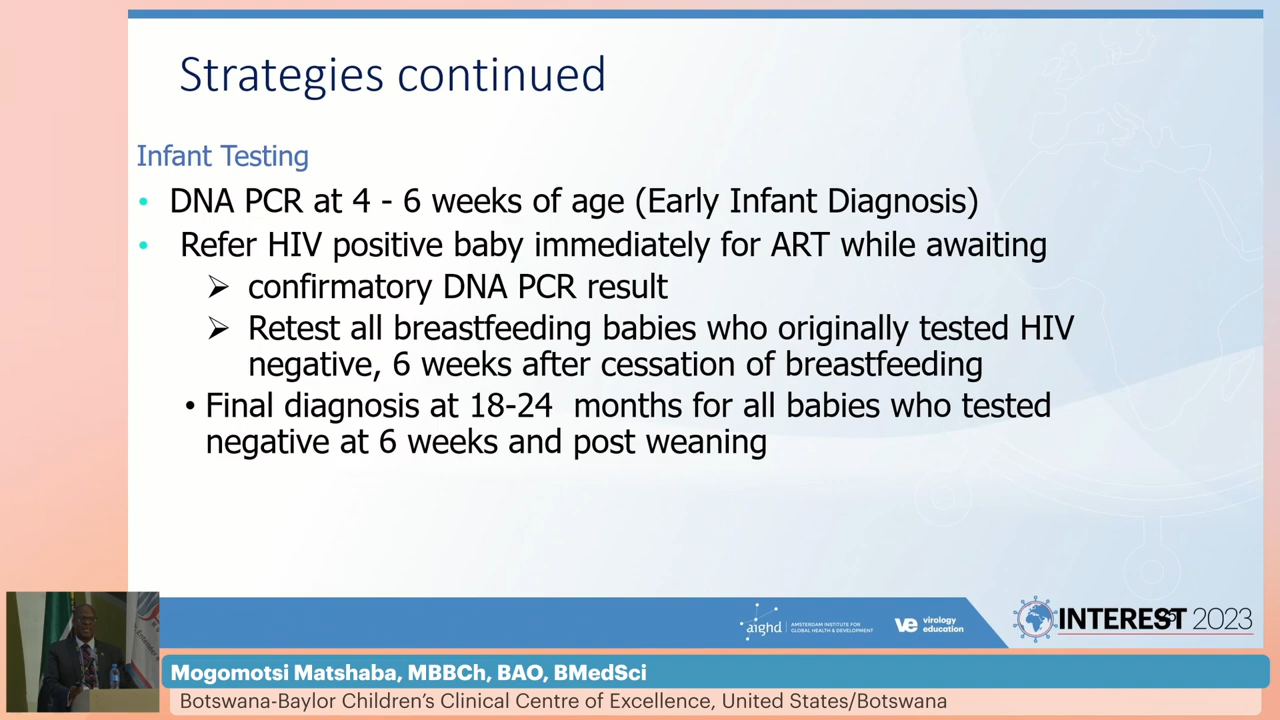 Strategies continued
Infant Testing
• DNA PCR at 4 - 6 weeks of age (Early Infant Diagnosis)
• Refer HIV positive baby immediately for ART while awaiting
➢ confirmatory DNA PCR result
➢ Retest all breastfeeding babies who originally tested HIV
negative, 6 weeks after cessation of breastfeeding
• Final diagnosis at 18-24 months for all babies who tested
negative at 6 weeks and post weaning
aighd
AMSTERDAM INSTITUTE FOR
GLOBAL HEALTH & DEVELOPMENT
ve virology
education
INTEREST 2023
Mogomotsi Matshaba, MBBCh, BAO, BMedSci
Botswana-Baylor Children's Clinical Centre of Excellence, United States/Botswana